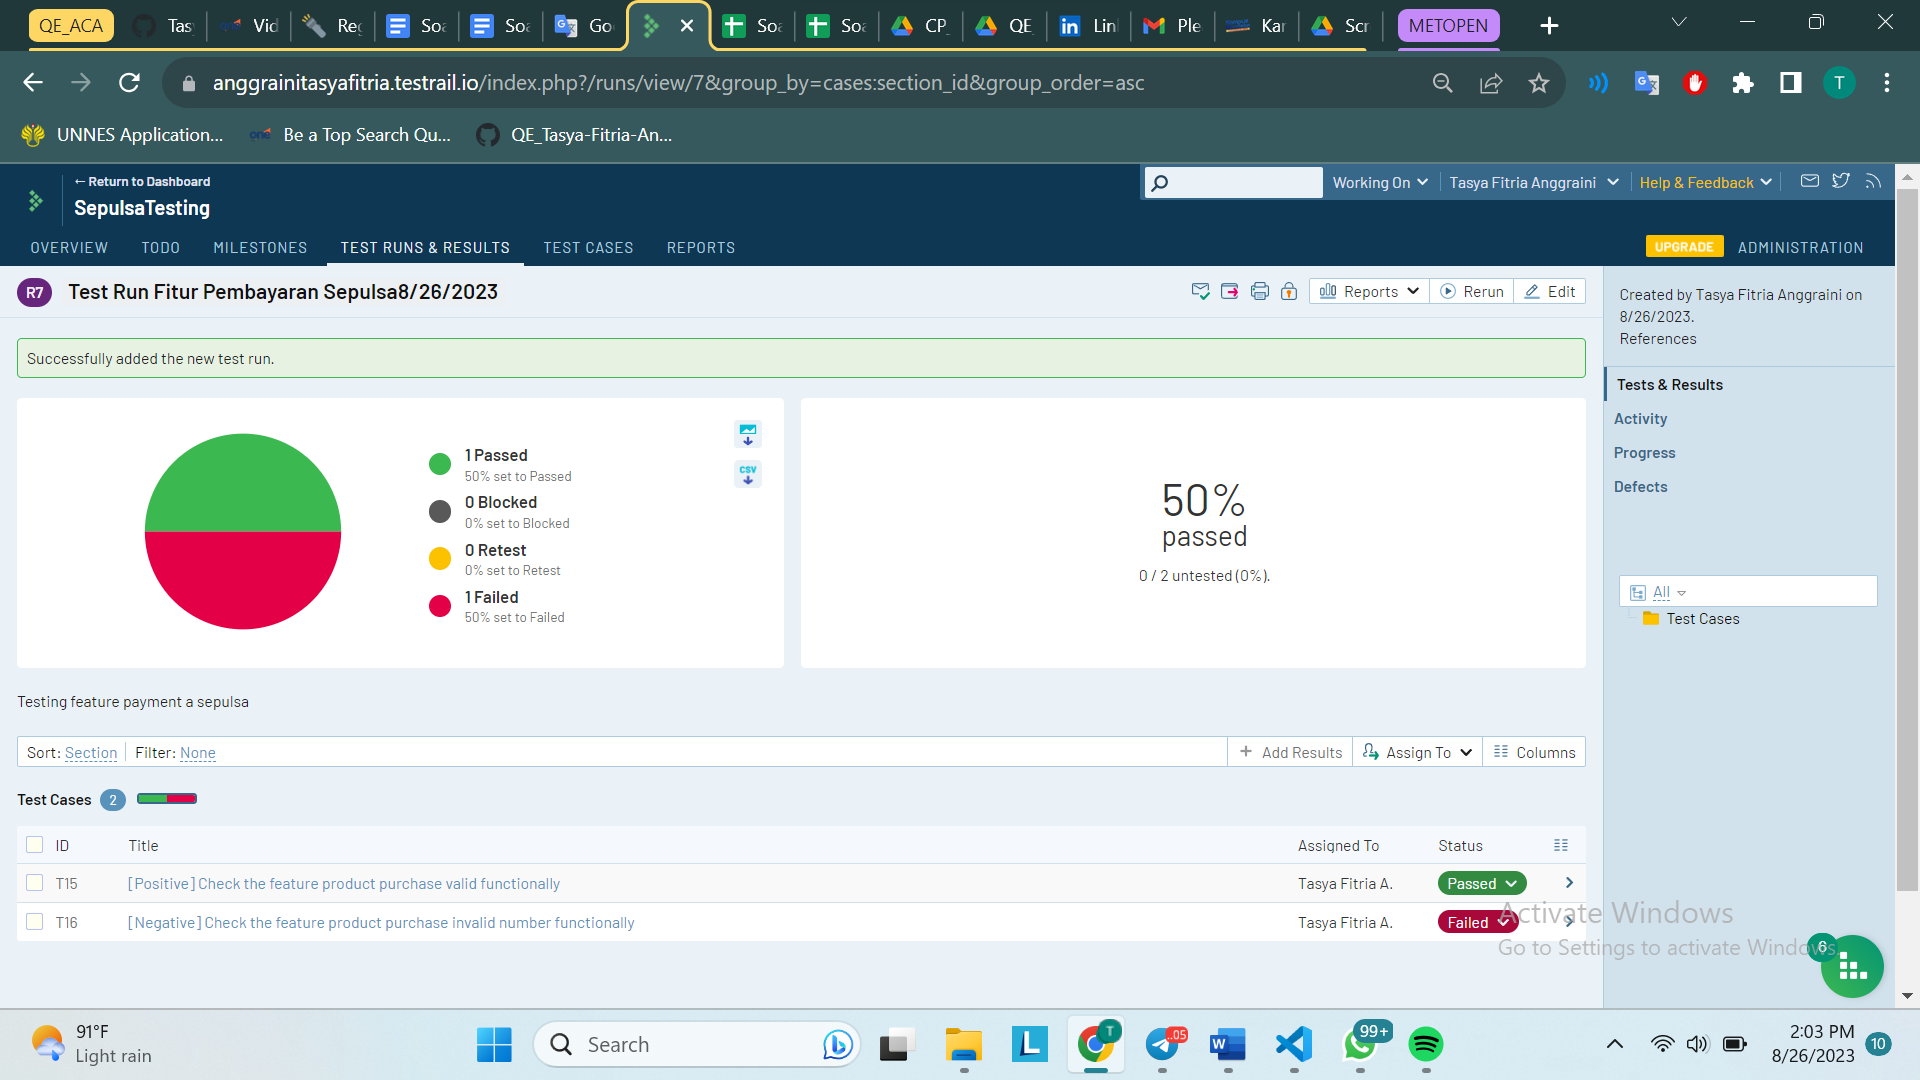 QE_ACA
Tas
Vid
Reg
Soa
Soa
Go
Soa
Soa
CP_
QE_
Lin
Ple
Kar
Scr
METOPEN
anggrainitasyafitria.testrail.io/index.php?/runs/view/7&group_by=cases:section_id&group_order=asc
T
UNNES Application...
one
Be a Top Search Qu...
QE_Tasya-Fitria-An...
← Return to Dashboard
SepulsaTesting
Working On
Tasya Fitria Anggraini
Help & Feedback
OVERVIEW
TODO
MILESTONES
TEST RUNS & RESULTS
TEST CASES
REPORTS
UPGRADE
ADMINISTRATION
R7
Test Run Fitur Pembayaran Sepulsa8/26/2023
Reports
Rerun
Edit
Created by Tasya Fitria Anggraini on
8/26/2023.
References
Successfully added the new test run.
Tests & Results
Activity
Progress
Defects
1 Passed
50% set to Passed
0 Blocked
0% set to Blocked
0 Retest
0% set to Retest
1 Failed
50% set to Failed
CSV
50%
passed
0 / 2 untested (0%).
All
Test Cases
Testing feature payment a sepulsa
Sort: Section
Filter: None
Add Results
Assign To
Columns
Test Cases 2
ID
Title
Assigned To
Status
T15
[Positive] Check the feature product purchase valid functionally
Tasya Fitria A.
Passed
T16
[Negative] Check the feature product purchase invalid number functionally
Tasya Fitria A.
Failed
Activate Windows
Go to Settings to activate Windows.
6
91°F
Light rain
Search
L
T
..05
W
99+
2:03 PM
8/26/2023
10